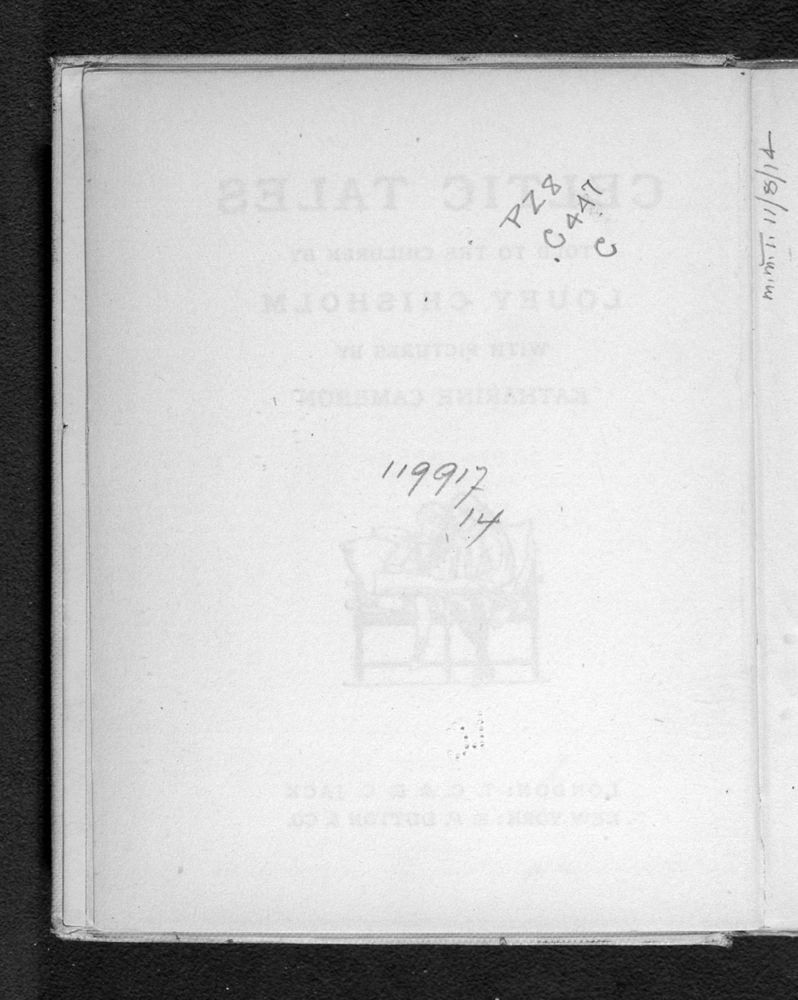 CELTIC TALES
TOLD TO THE CHILDREN BY
LOUEY CHISHOLM
WITH PICTURES BY
KATHARINE CAMERON
PZ8
.C447
C
119917
'14
LONDON: T. C. & E. C. JACK
NEW YORK: E. P. DUTTON & CO.
11/8/14